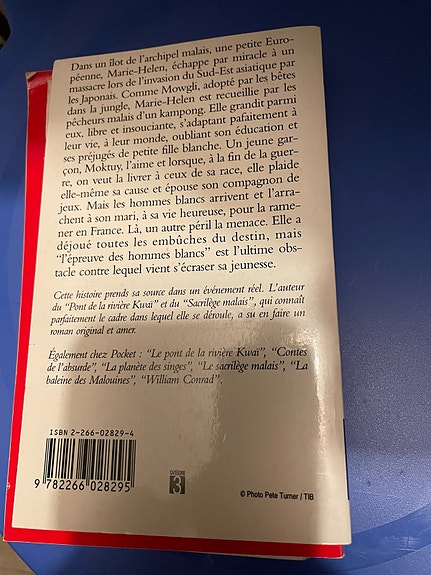 Dans un îlot de l'archipel malais, une petite Euro-
péenne, Marie-Helen, échappe par miracle à un
massacre lors de l'invasion du Sud-Est asiatique par
les Japonais. Comme Mowgli, adopté par les bêtes
dans la jungle, Marie-Helen est recueillie par les
pêcheurs malais d'un kampong. Elle grandit parmi
eux, libre et insouciante, s'adaptant pafaitement à
leur vie, à leur monde, oubliant son éducation et
ses préjugés de petite fille blanche. Un jeune gar-
çon, Moktuy, l'aime et lorsque, à la fin de la guer-
re, on veut la livrer à ceux de sa race, elle plaide
elle-même sa cause et épouse son compagnon de
jeux. Mais les hommes blancs arrivent et l'arra-
chent à son mari, à sa vie heureuse, pour la rame-
ner en France. Là, un autre péril la menace. Elle a
déjoué toutes les embûches du destin, mais
"l'épreuve des hommes blancs" est l'ultime obs-
tacle contre lequel vient s'écraser sa jeunesse.
Cette histoire prends sa source dans un événement réel. L'auteur
du "Pont de la rivière Kwaï" et du "Sacrilège malais", qui connaît
parfaitement le cadre dans lequel elle se déroule, a su en faire un
roman original et amer.
Également chez Pocket : "Le pont de la rivière Kwaï", "Contes
de l'absurde", "La planète des singes", "Le sacrilège malais", "La
baleine des Malouines", "William Conrad".
ISBN 2-266-02829-4
9 782266 028295
CATÉGORIE
3
© Photo Pete Turner / TIB